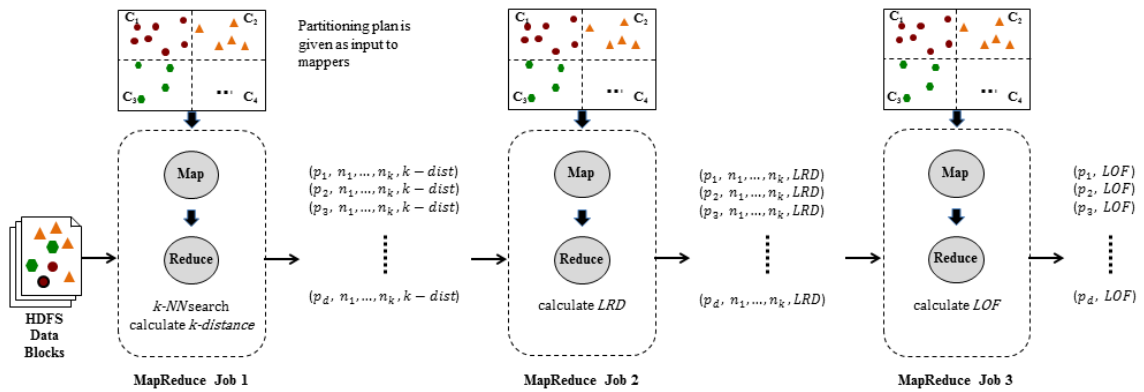 C1 C2
C3 C4
Partitioning plan is
given as input to
mappers
C1 C2
C3 C4
C1 C2
C3 C4
HDFS
Data
Blocks
Map
Reduce
k-NN search
calculate k-distance
MapReduce Job 1
(p1, n1,…, nk, k − dist)
(p2, n1,…, nk, k − dist)
(p3, n1,…, nk, k − dist)
(pd, n1,…, nk, k − dist)
Map
Reduce
calculate LRD
MapReduce Job 2
(p1, n1,…, nk, LRD)
(p2, n1,…, nk, LRD)
(p3, n1,…, nk, LRD)
(pd, n1,…, nk, LRD)
Map
Reduce
calculate LOF
MapReduce Job 3
(p1, LOF)
(p2, LOF)
(p3, LOF)
(pd, LOF)